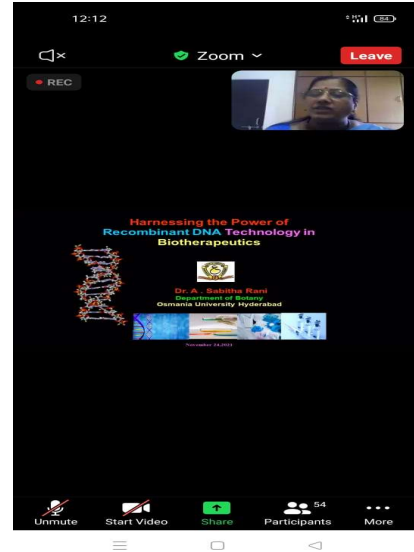 12:12
84
Zoom
Leave
REC
Harnessing the Power of
Recombinant DNA Technology in
Biotherapeutics
Dr. A . Sabitha Rani
Department of Botany
Osmania University Hyderabad
54
Unmute
Start Video
Share
Participants
More